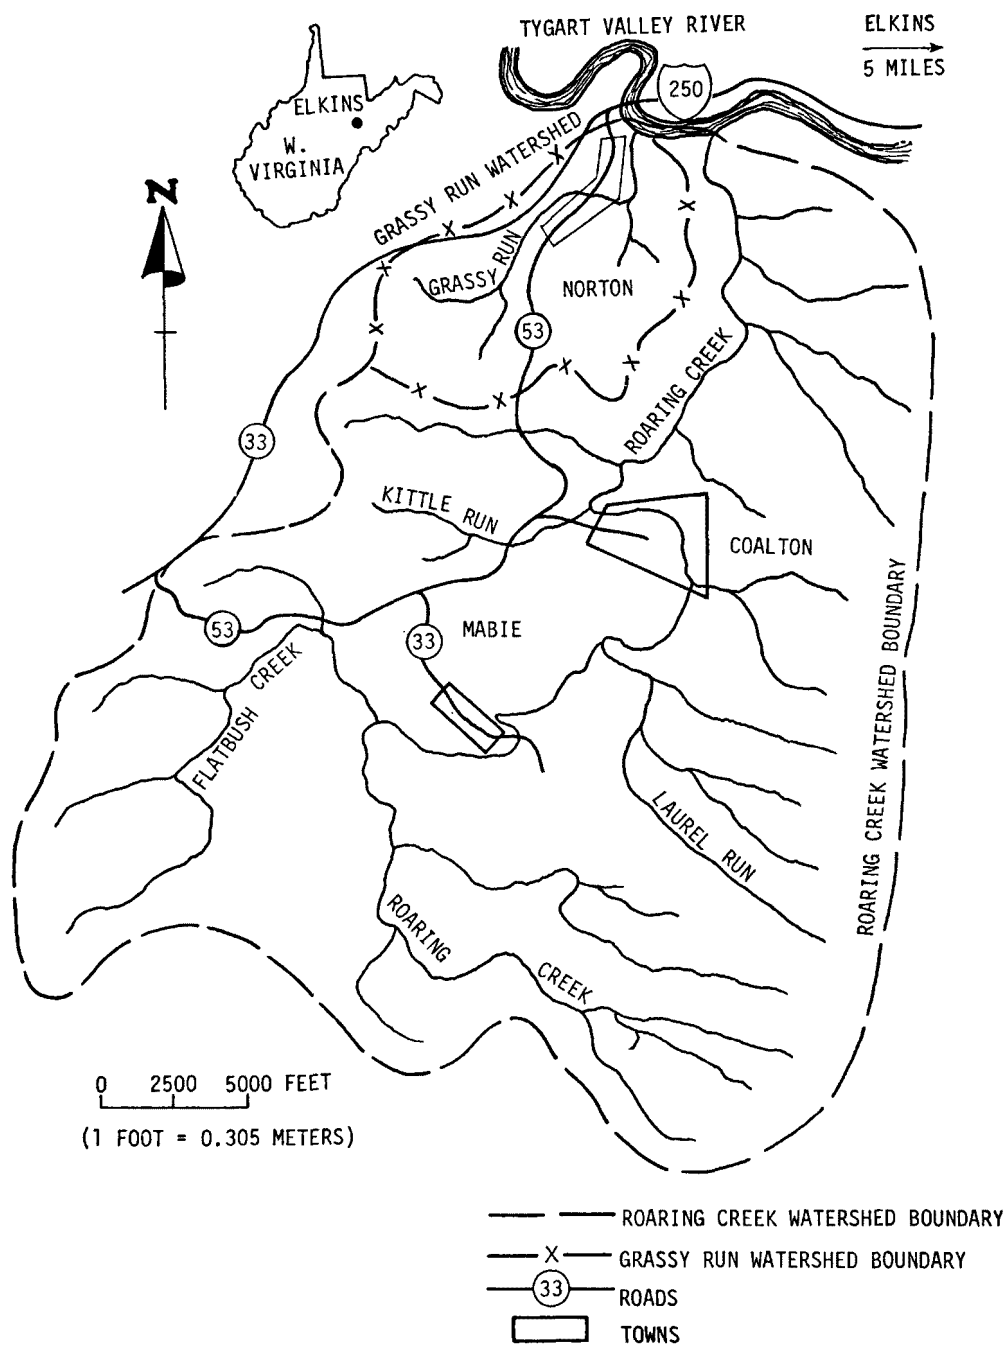 TYGART VALLEY RIVER
ELKINS
5 MILES
250
ELKINS
W.
VIRGINIA
GRASSY RUN WATERSHED
N
GRASSY RUN
NORTON
53
ROARING CREEK
33
KITTLE RUN
COALTON
53
33
MABIE
FLATBUSH CREEK
LAUREL RUN
ROARING CREEK WATERSHED BOUNDARY
ROARING CREEK
0 2500 5000 FEET
(1 FOOT = 0.305 METERS)
ROARING CREEK WATERSHED BOUNDARY
X GRASSY RUN WATERSHED BOUNDARY
33 ROADS
TOWNS